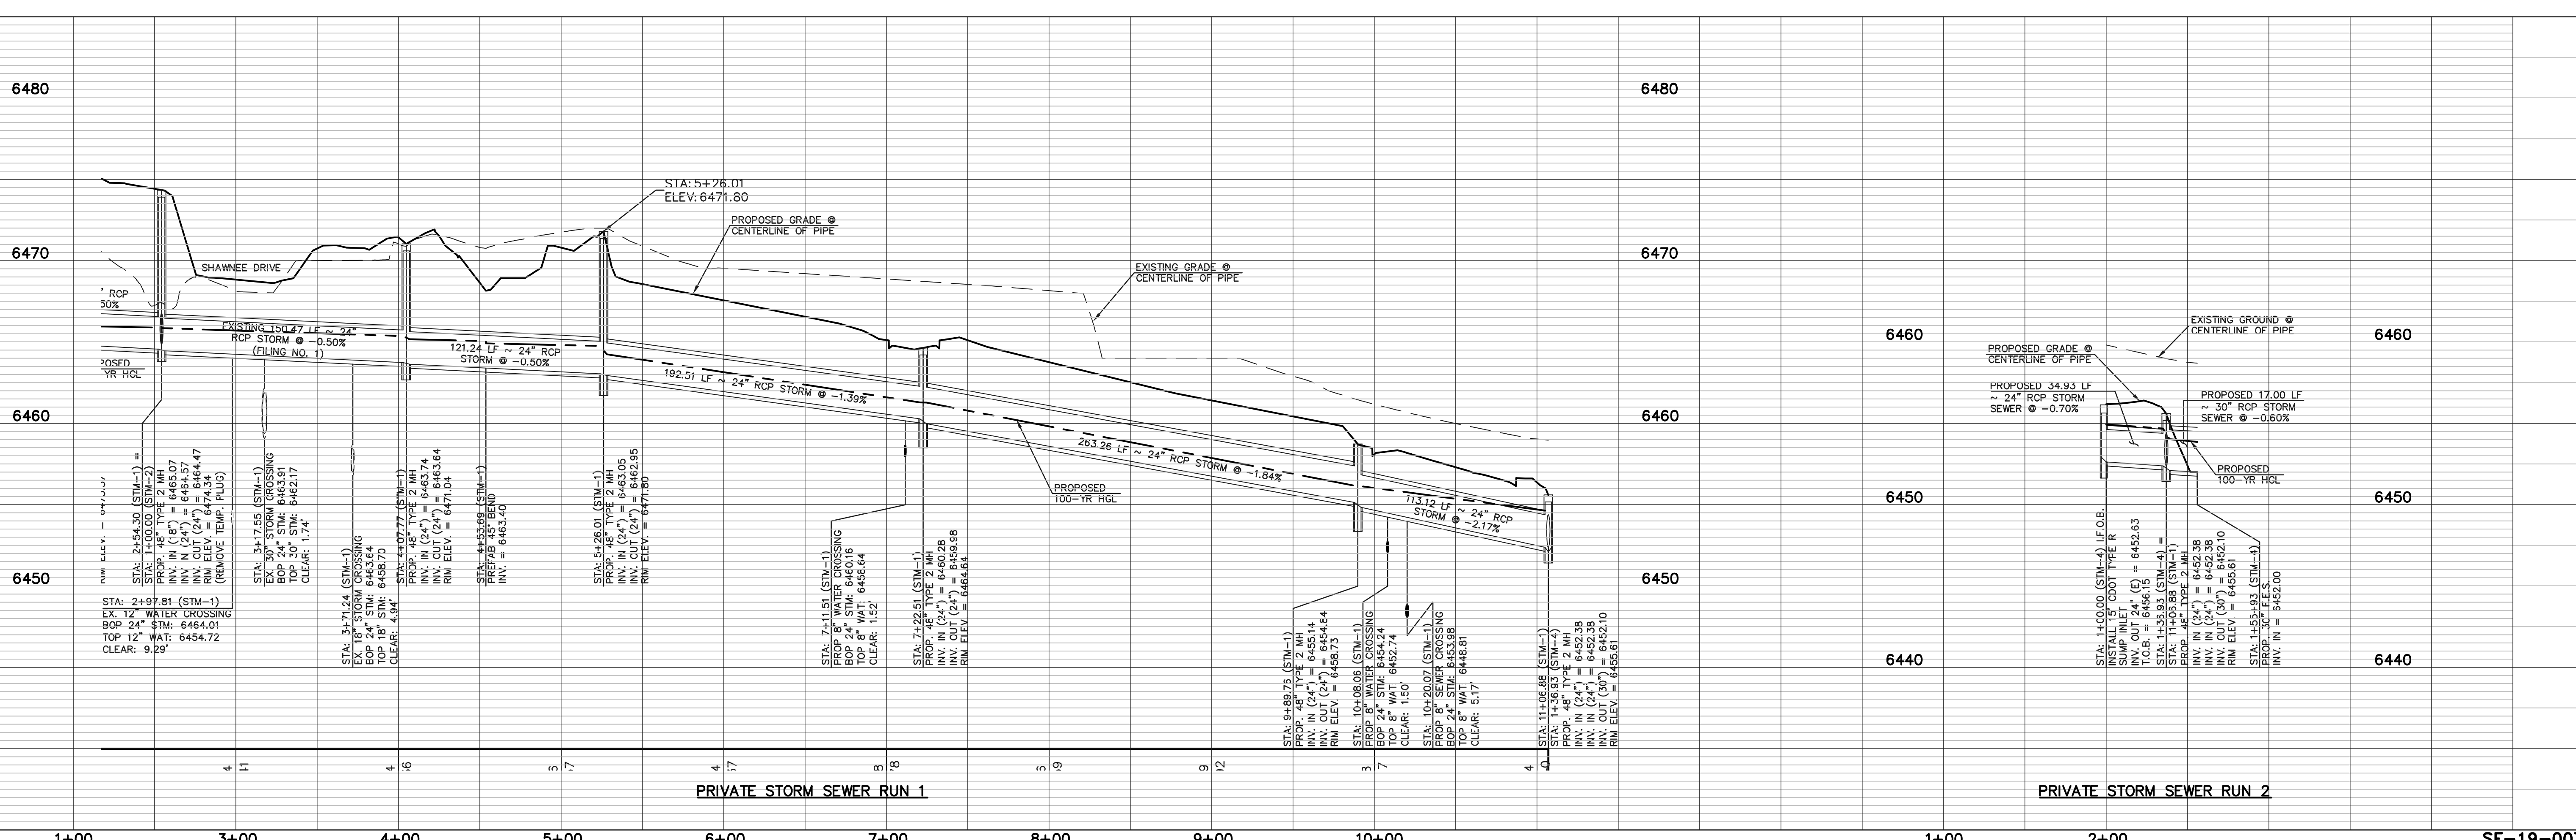 6480
6480
STA: 5+26.01
ELEV: 6471.80
PROPOSED GRADE @
CENTERLINE OF PIPE
6470
6470
SHAWNEE DRIVE
EXISTING GRADE @
CENTERLINE OF PIPE
" RCP
50%
EXISTING 150.47 LF ~ 24"
RCP STORM @ -0.50%
(FILING NO. 1)
121.24 LF ~ 24" RCP
STORM @ -0.50%
YR HGL
192.51 LF ~ 24" RCP STORM @ -1.39%
6460
6460
263.26 LF ~ 24" RCP STORM @ -1.84%
PROPOSED
100-YR HGL
113.12 LF ~ 24" RCP
STORM @ -2.17%
6450
6450
STA: 2+54.30 (STM-1) =
STA: 1+00.00 (STM-2)
PROP. 48" TYPE 2 MH
INV. IN (18") = 6465.07
INV IN (24") = 6464.57
INV. OUT (24") = 6464.47
RIM ELEV. = 6474.34
(REMOVE TEMP. PLUG)
STA: 2+97.81 (STM-1)
EX. 12" WATER CROSSING
BOP 24" STM: 6464.01
TOP 12" WAT: 6454.72
CLEAR: 9.29'
STA: 3+17.55 (STM-1)
EX. 30" STORM CROSSING
BOP 24" STM: 6463.91
TOP 30" STM: 6462.17
CLEAR: 1.74'
STA: 3+71.24 (STM-1)
EX. 18" STORM CROSSING
BOP 24" STM: 6463.64
TOP 18" STM: 6458.70
CLEAR: 4.94'
STA: 4+07.77 (STM-1)
PROP. 48" TYPE 2 MH
INV. IN (24") = 6463.74
INV. OUT (24") = 6463.64
RIM ELEV. = 6471.04
STA: 4+53.69 (STM-1)
PREFAB 45° BEND
INV. = 6463.40
STA: 5+26.01 (STM-1)
PROP. 48" TYPE 2 MH
INV. IN (24") = 6463.05
INV. OUT (24") = 6462.95
RIM ELEV. = 6471.80
STA: 7+11.51 (STM-1)
PROP 8" WATER CROSSING
BOP 24" STM: 6460.16
TOP 8" WAT: 6458.64
CLEAR: 1.52'
STA: 7+22.51 (STM-1)
PROP. 48" TYPE 2 MH
INV. IN (24") = 6460.28
INV. OUT (24") = 6459.98
RIM ELEV. = 6464.64
STA: 9+89.76 (STM-1)
PROP. 48" TYPE 2 MH
INV. IN (24") = 6455.14
INV. OUT (24") = 6454.84
RIM ELEV. = 6458.73
STA: 10+08.06 (STM-1)
PROP 8" WATER CROSSING
BOP 24" STM: 6454.24
TOP 8" WAT: 6452.74
CLEAR: 1.50'
STA: 10+20.07 (STM-1)
PROP 8" SEWER CROSSING
BOP 24" STM: 6453.98
TOP 8" WAT: 6448.81
CLEAR: 5.17'
STA: 11+06.88 (STM-1)
STA: 1+36.93 (STM-4)
PROP. 48" TYPE 2 MH
INV. IN (24") = 6452.38
INV. IN (24") = 6452.38
INV. OUT (30") = 6452.10
RIM ELEV. = 6455.61
PRIVATE STORM SEWER RUN 1
1+00
3+00
4+00
5+00
6+00
7+00
8+00
9+00
10+00
6460
6460
EXISTING GROUND @
CENTERLINE OF PIPE
PROPOSED GRADE @
CENTERLINE OF PIPE
PROPOSED 34.93 LF
~ 24" RCP STORM
SEWER @ -0.70%
PROPOSED 17.00 LF
~ 30" RCP STORM
SEWER @ -0.60%
PROPOSED
100-YR HGL
6450
6450
6440
6440
STA: 1+00.00 (STM-4) I.F.O.B.
INSTALL 15' CDOT TYPE R
SUMP INLET
INV. OUT 24" (E) = 6452.63
T.O.B. = 6456.15
STA: 1+36.93 (STM-4) =
STA: 11+06.88 (STM-1)
PROP. 48" TYPE 2 MH
INV. IN (24") = 6452.38
INV. IN (24") = 6452.38
INV. OUT (30") = 6452.10
RIM ELEV. = 6455.61
STA: 1+55+93 (STM-4)
PROP. 30" F.E.S.
INV. IN = 6452.00
PRIVATE STORM SEWER RUN 2
1+00
2+00